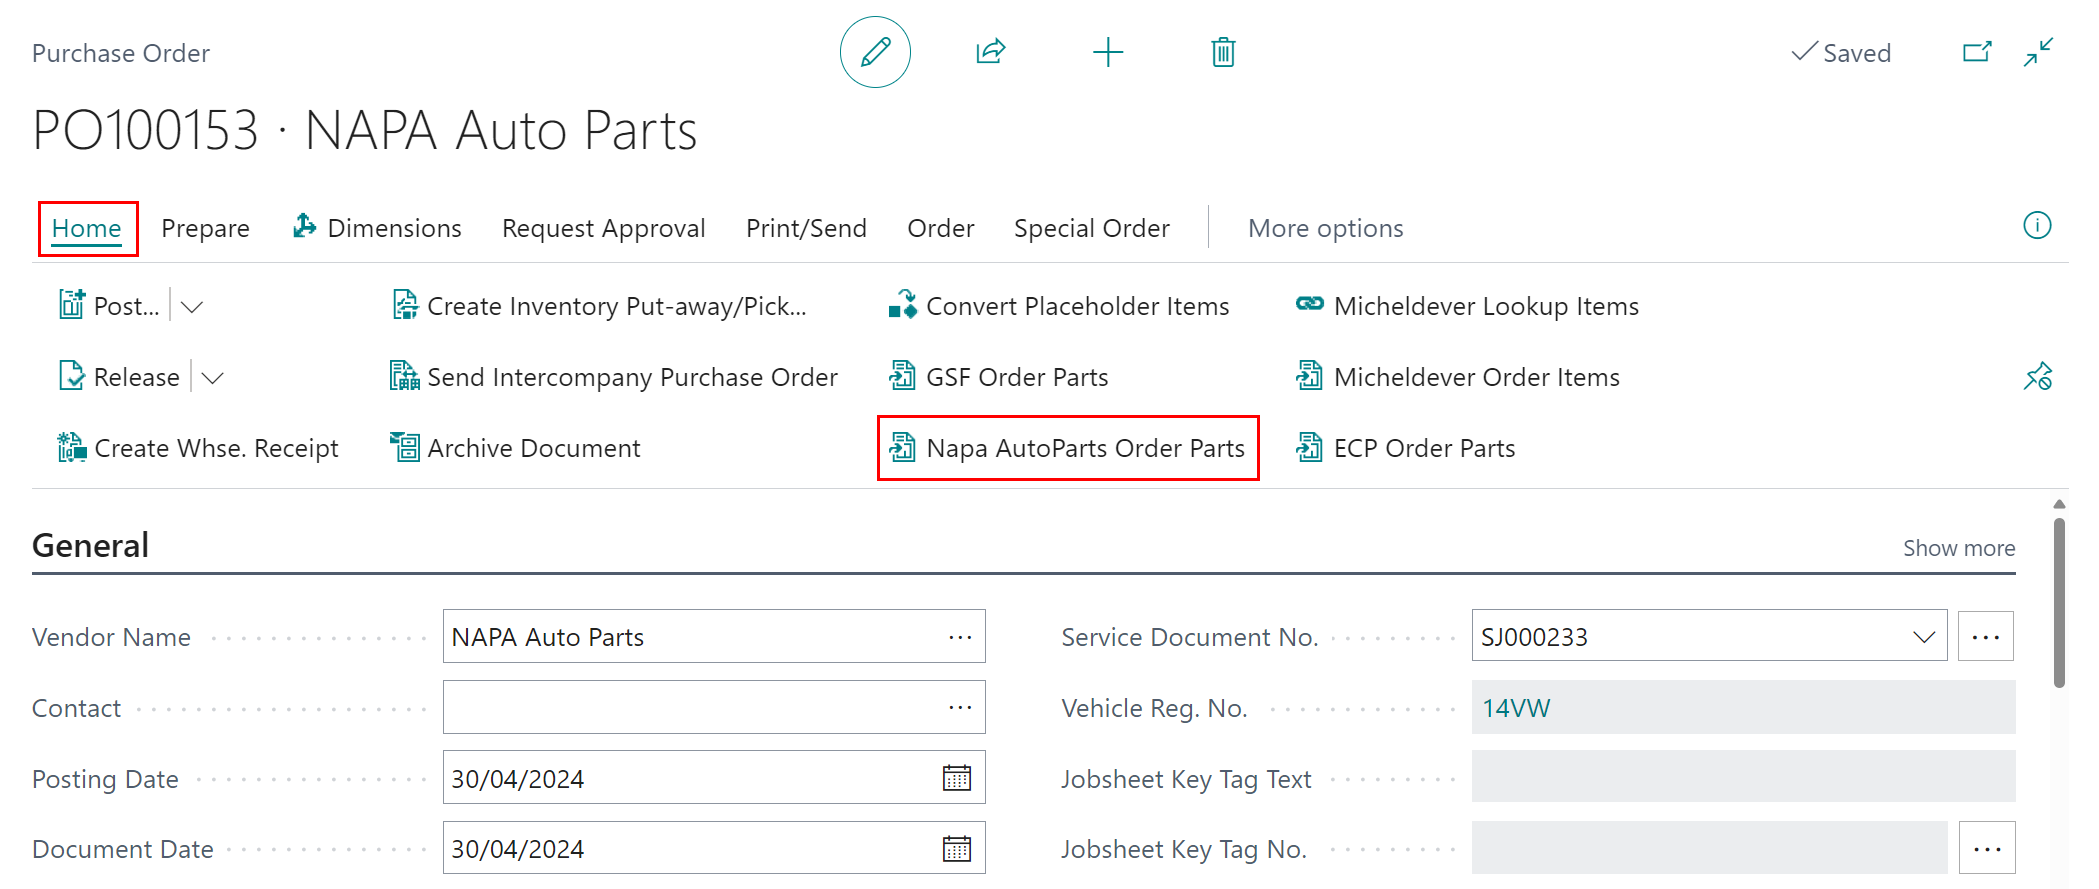 Purchase Order
Saved
PO100153 · NAPA Auto Parts
Home Prepare Dimensions Request Approval Print/Send Order Special Order More options
Post... Create Inventory Put-away/Pick... Convert Placeholder Items Micheldever Lookup Items
Release Send Intercompany Purchase Order GSF Order Parts Micheldever Order Items
Create Whse. Receipt Archive Document Napa AutoParts Order Parts ECP Order Parts
General Show more
Vendor Name NAPA Auto Parts ... Service Document No. SJ000233 ...
Contact ... Vehicle Reg. No. 14VW
Posting Date 30/04/2024 Jobsheet Key Tag Text
Document Date 30/04/2024 Jobsheet Key Tag No. ...